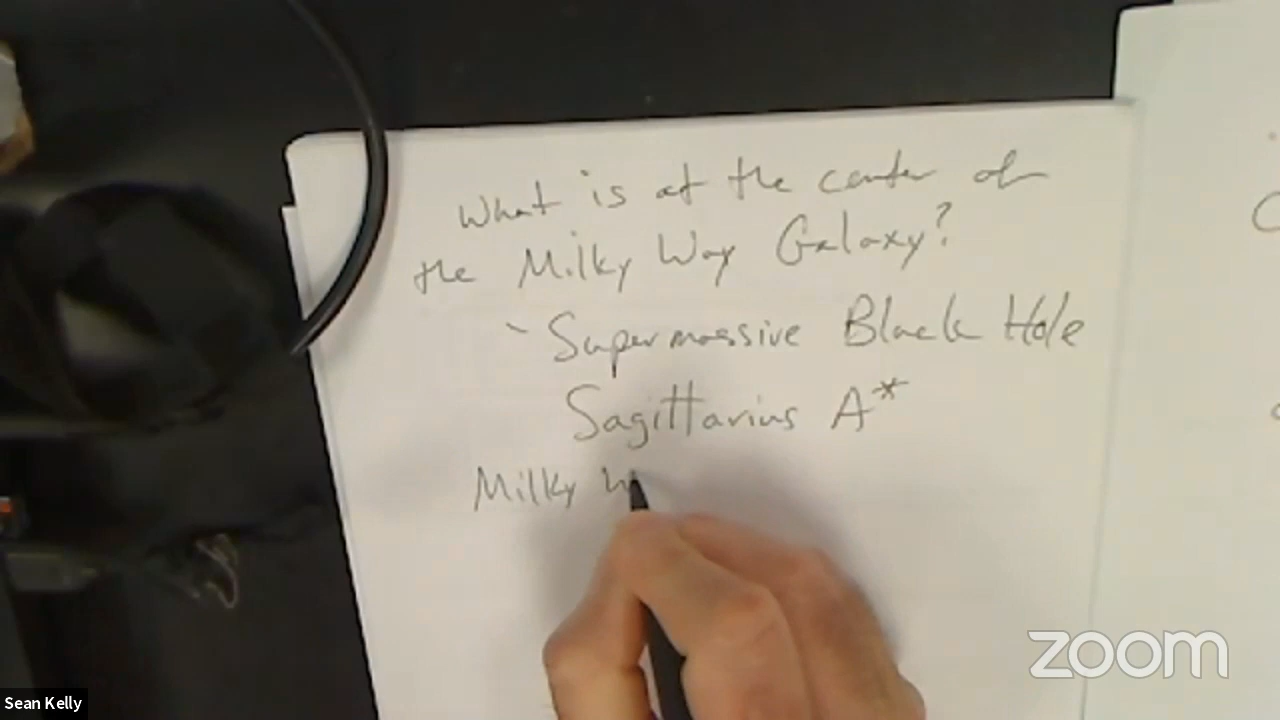 What is at the center of
the Milky Way Galaxy?
Supermassive Black Hole
Sagittarius A*
Milky W
zoom
Sean Kelly